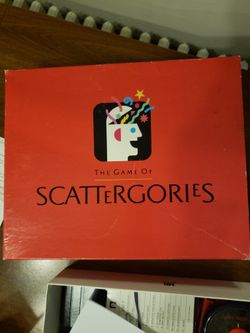 THE GAME OF
SCATTERGORIES